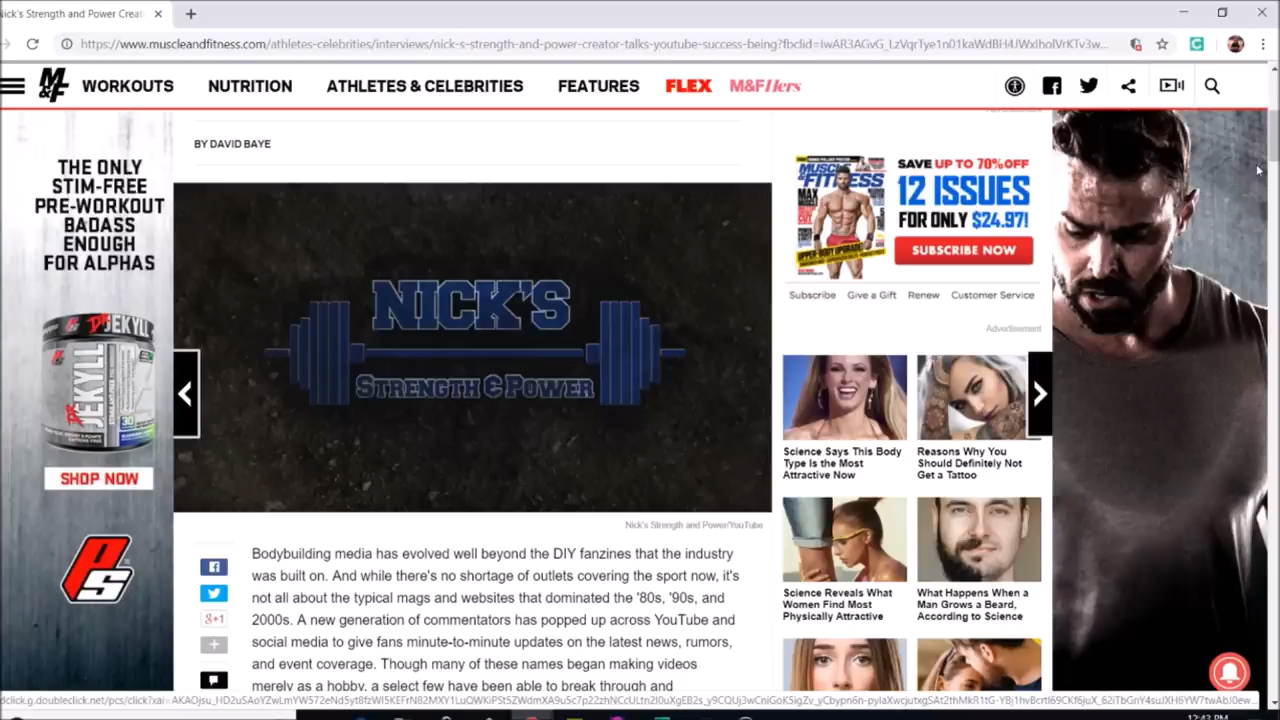 Nick's Strength and Power Creat
https://www.muscleandfitness.com/athletes-celebrities/interviews/nick-s-strength-and-power-creator-talks-youtube-success-being?fbclid=
M&F
WORKOUTS
NUTRITION
ATHLETES & CELEBRITIES
FEATURES
FLEX
M&F Hers
BY DAVID BAYE
THE ONLY
STIM-FREE
PRE-WORKOUT
BADASS
ENOUGH
FOR ALPHAS
DR JEKYLL
30
SHOP NOW
PS
NICK'S
STRENGTH & POWER
Nick's Strength and Power/YouTube
Bodybuilding media has evolved well beyond the DIY fanzines that the industry
was built on. And while there's no shortage of outlets covering the sport now, it's
not all about the typical mags and websites that dominated the '80s, '90s, and
2000s. A new generation of commentators has popped up across YouTube and
social media to give fans minute-to-minute updates on the latest news, rumors,
and event coverage. Though many of these names began making videos
merely as a hobby, a select few have been able to break through and
g+1
MUSCLE
& FITNESS
SAVE UP TO 70% OFF
12 ISSUES
FOR ONLY $24.97!
SUBSCRIBE NOW
Subscribe Give a Gift Renew Customer Service
Advertisement
Science Says This Body
Type Is the Most
Attractive Now
Reasons Why You
Should Definitely Not
Get a Tattoo
Science Reveals What
Women Find Most
Physically Attractive
What Happens When a
Man Grows a Beard,
According to Science
12:43 PM